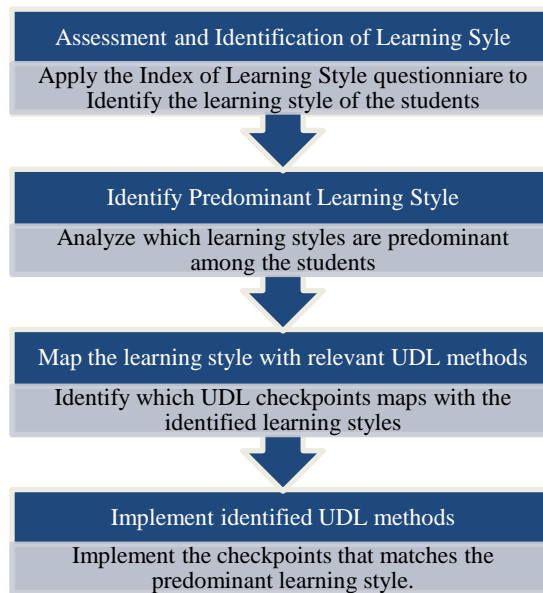 Assessment and Identification of Learning Syle
Apply the Index of Learning Style questionniare to
Identify the learning style of the students
Identify Predominant Learning Style
Analyze which learning styles are predominant
among the students
Map the learning style with relevant UDL methods
Identify which UDL checkpoints maps with the
identified learning styles
Implement identified UDL methods
Implement the checkpoints that matches the
predominant learning style.